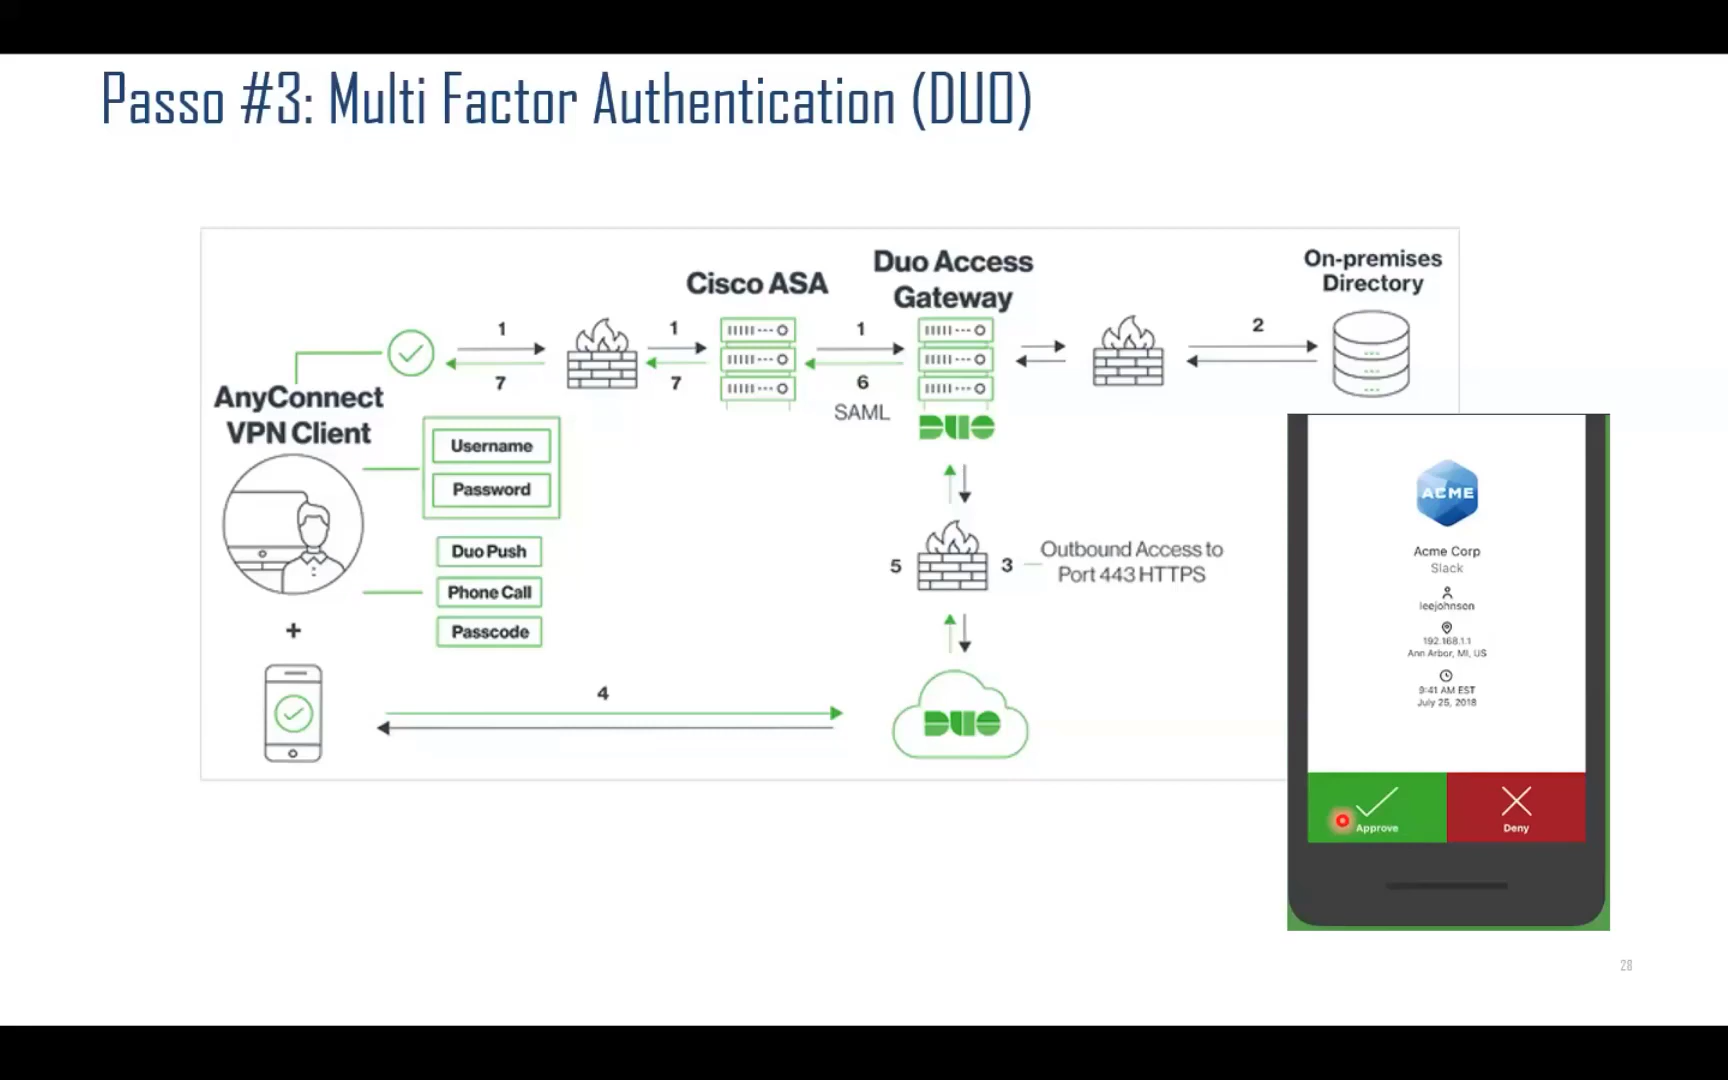 Passo #3: Multi Factor Authentication (DUO)
Cisco ASA
Duo Access
Gateway
On-premises
Directory
1
1
1
2
7
7
6
SAML
DUO
AnyConnect
VPN Client
Username
Password
Duo Push
Phone Call
Passcode
+
5
3
Outbound Access to
Port 443 HTTPS
4
DUO
ACME
Acme Corp
Slack
leejohnson
192.168.1.1
Ann Arbor, MI, US
9:41 AM EST
July 25, 2018
Approve
Deny
28